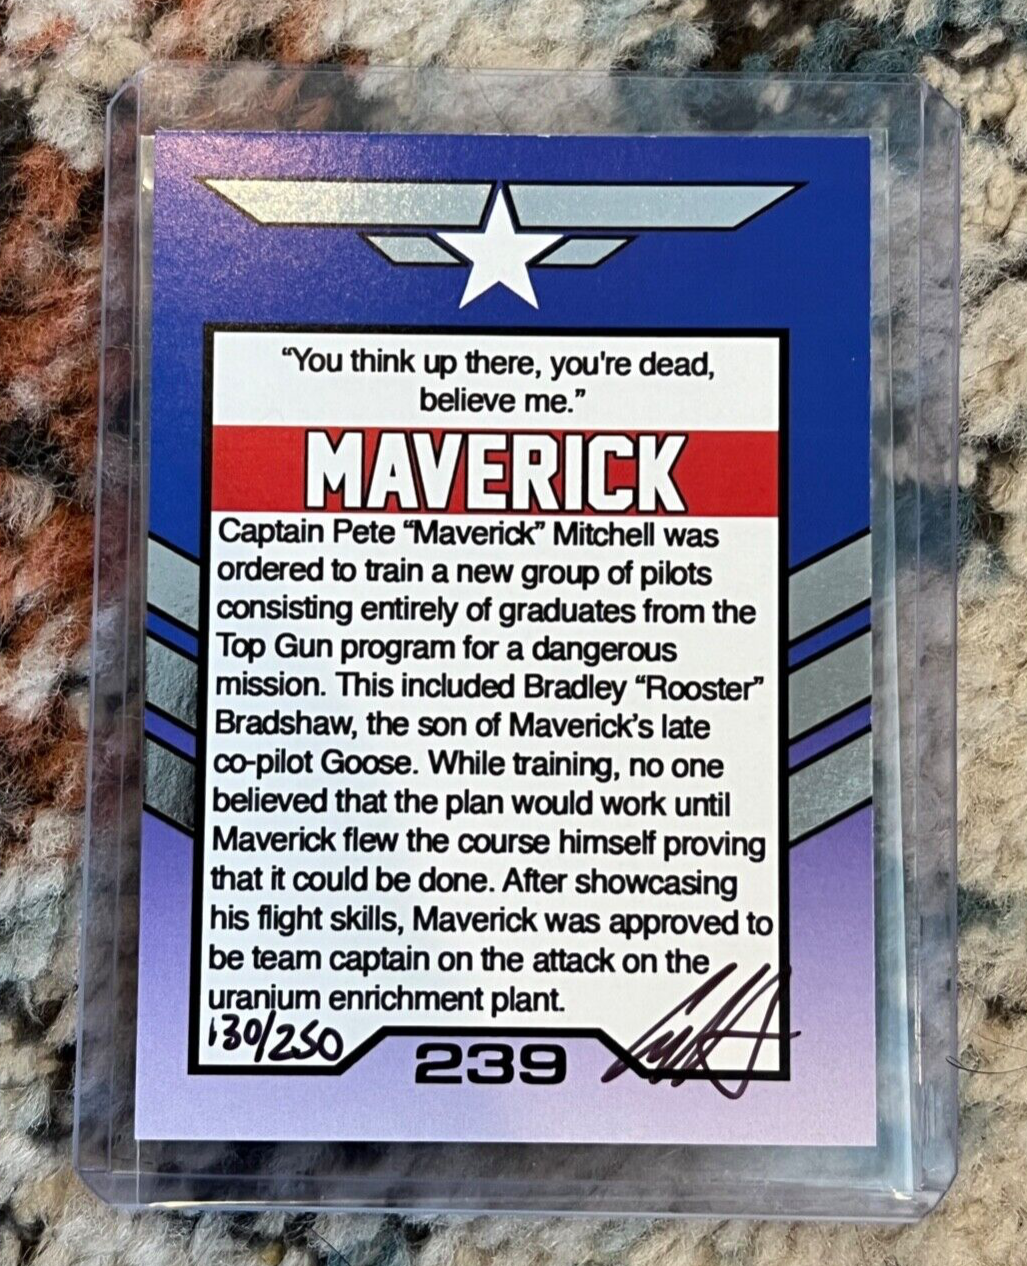 “You think up there, you're dead,
believe me.”
MAVERICK
Captain Pete “Maverick” Mitchell was
ordered to train a new group of pilots
consisting entirely of graduates from the
Top Gun program for a dangerous
mission. This included Bradley “Rooster”
Bradshaw, the son of Maverick’s late
co-pilot Goose. While training, no one
believed that the plan would work until
Maverick flew the course himself proving
that it could be done. After showcasing
his flight skills, Maverick was approved to
be team captain on the attack on the
uranium enrichment plant.
130/250
239